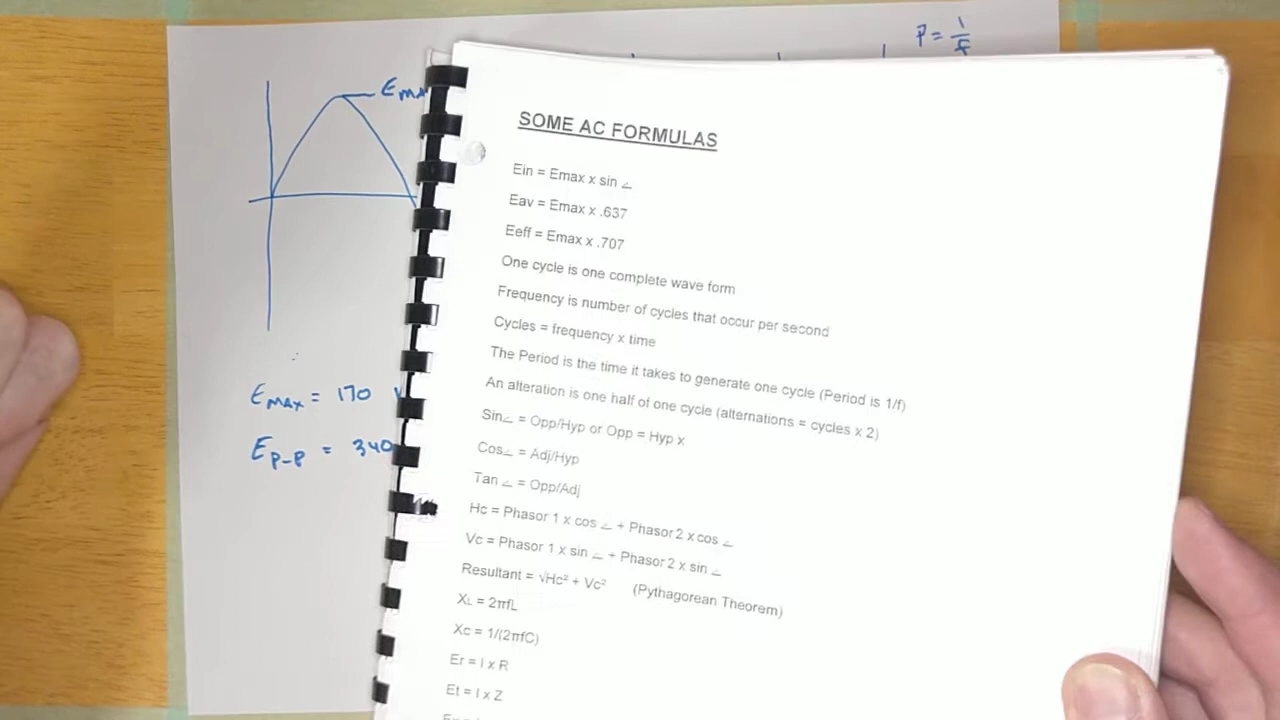 P = 1/f
SOME AC FORMULAS
Ein = Emax x sin ∠
Eav = Emax x .637
Eeff = Emax x .707
One cycle is one complete wave form
Frequency is number of cycles that occur per second
Cycles = frequency x time
The Period is the time it takes to generate one cycle (Period is 1/f)
An alteration is one half of one cycle (alternations = cycles x 2)
Sin∠ = Opp/Hyp or Opp = Hyp x
Cos∠ = Adj/Hyp
Tan ∠ = Opp/Adj
Hc = Phasor 1 x cos ∠ + Phasor 2 x cos ∠
Vc = Phasor 1 x sin ∠ + Phasor 2 x sin ∠
Resultant = √Hc² + Vc² (Pythagorean Theorem)
XL = 2πfL
Xc = 1/(2πfC)
Er = I x R
Et = I x Z
EMAX = 170
EP-P = 340